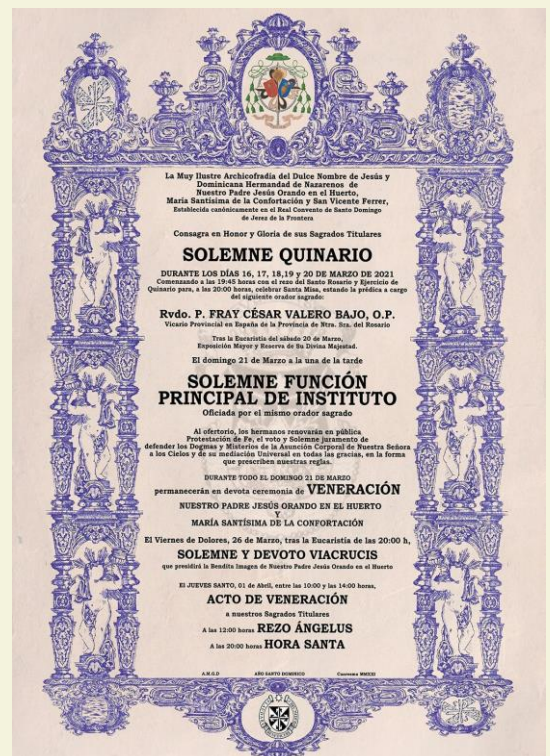 La Muy Ilustre Archicofradía del Dulce Nombre de Jesús y
Dominicana Hermandad de Nazarenos de
Nuestro Padre Jesús Orando en el Huerto,
María Santísima de la Confortación y San Vicente Ferrer,
Establecida canónicamente en el Real Convento de Santo Domingo
de Jerez de la Frontera
Consagra en Honor y Gloria de sus Sagrados Titulares
SOLEMNE QUINARIO
DURANTE LOS DÍAS 16, 17, 18,19 y 20 DE MARZO DE 2021
Comenzando a las 19:45 horas con el rezo del Santo Rosario y Ejercicio de
Quinario para, a las 20:00 horas, celebrar Santa Misa, estando la prédica a cargo
del siguiente orador sagrado:
Rvdo. P. FRAY CÉSAR VALERO BAJO, O.P.
Vicario Provincial en España de la Provincia de Ntra. Sra. del Rosario
Tras la Eucaristía del sábado 20 de Marzo,
Exposición Mayor y Reserva de Su Divina Majestad.
El domingo 21 de Marzo a la una de la tarde
SOLEMNE FUNCIÓN
PRINCIPAL DE INSTITUTO
Oficiada por el mismo orador sagrado
Al ofertorio, los hermanos renovarán en pública
Protestación de Fe, el voto y Solemne juramento de
defender los Dogmas y Misterios de la Asunción Corporal de Nuestra Señora
a los Cielos y de su mediación Universal en todas las gracias, en la forma
que prescriben nuestras reglas.
DURANTE TODO EL DOMINGO 21 DE MARZO
permanecerán en devota ceremonia de VENERACIÓN
NUESTRO PADRE JESÚS ORANDO EN EL HUERTO
Y
MARÍA SANTÍSIMA DE LA CONFORTACIÓN
El Viernes de Dolores, 26 de Marzo, tras la Eucaristía de las 20:00 h,
SOLEMNE Y DEVOTO VIACRUCIS
que presidirá la Bendita Imagen de Nuestro Padre Jesús Orando en el Huerto
El JUEVES SANTO, 01 de Abril, entre las 10:00 y las 14:00 horas,
ACTO DE VENERACIÓN
a nuestros Sagrados Titulares
A las 12:00 horas REZO ÁNGELUS
A las 20:00 horas HORA SANTA
A.M.G.D AÑO SANTO DOMINICO Cuaresma MMXXI